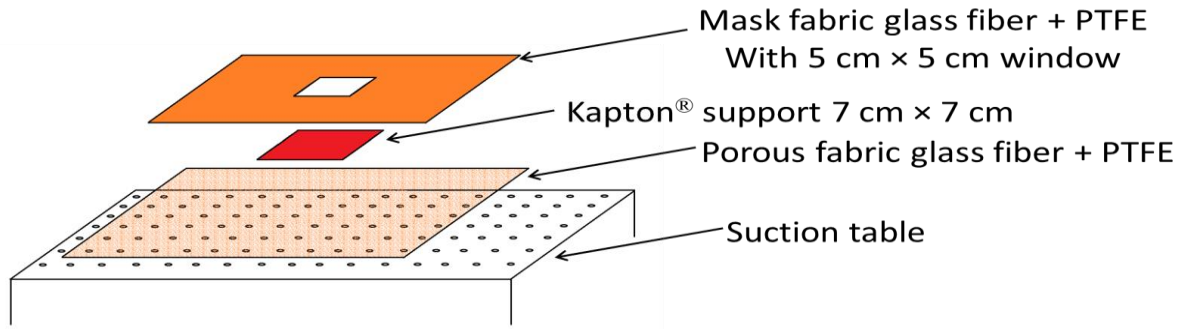 Mask fabric glass fiber + PTFE
With 5 cm × 5 cm window
Kapton® support 7 cm × 7 cm
Porous fabric glass fiber + PTFE
Suction table